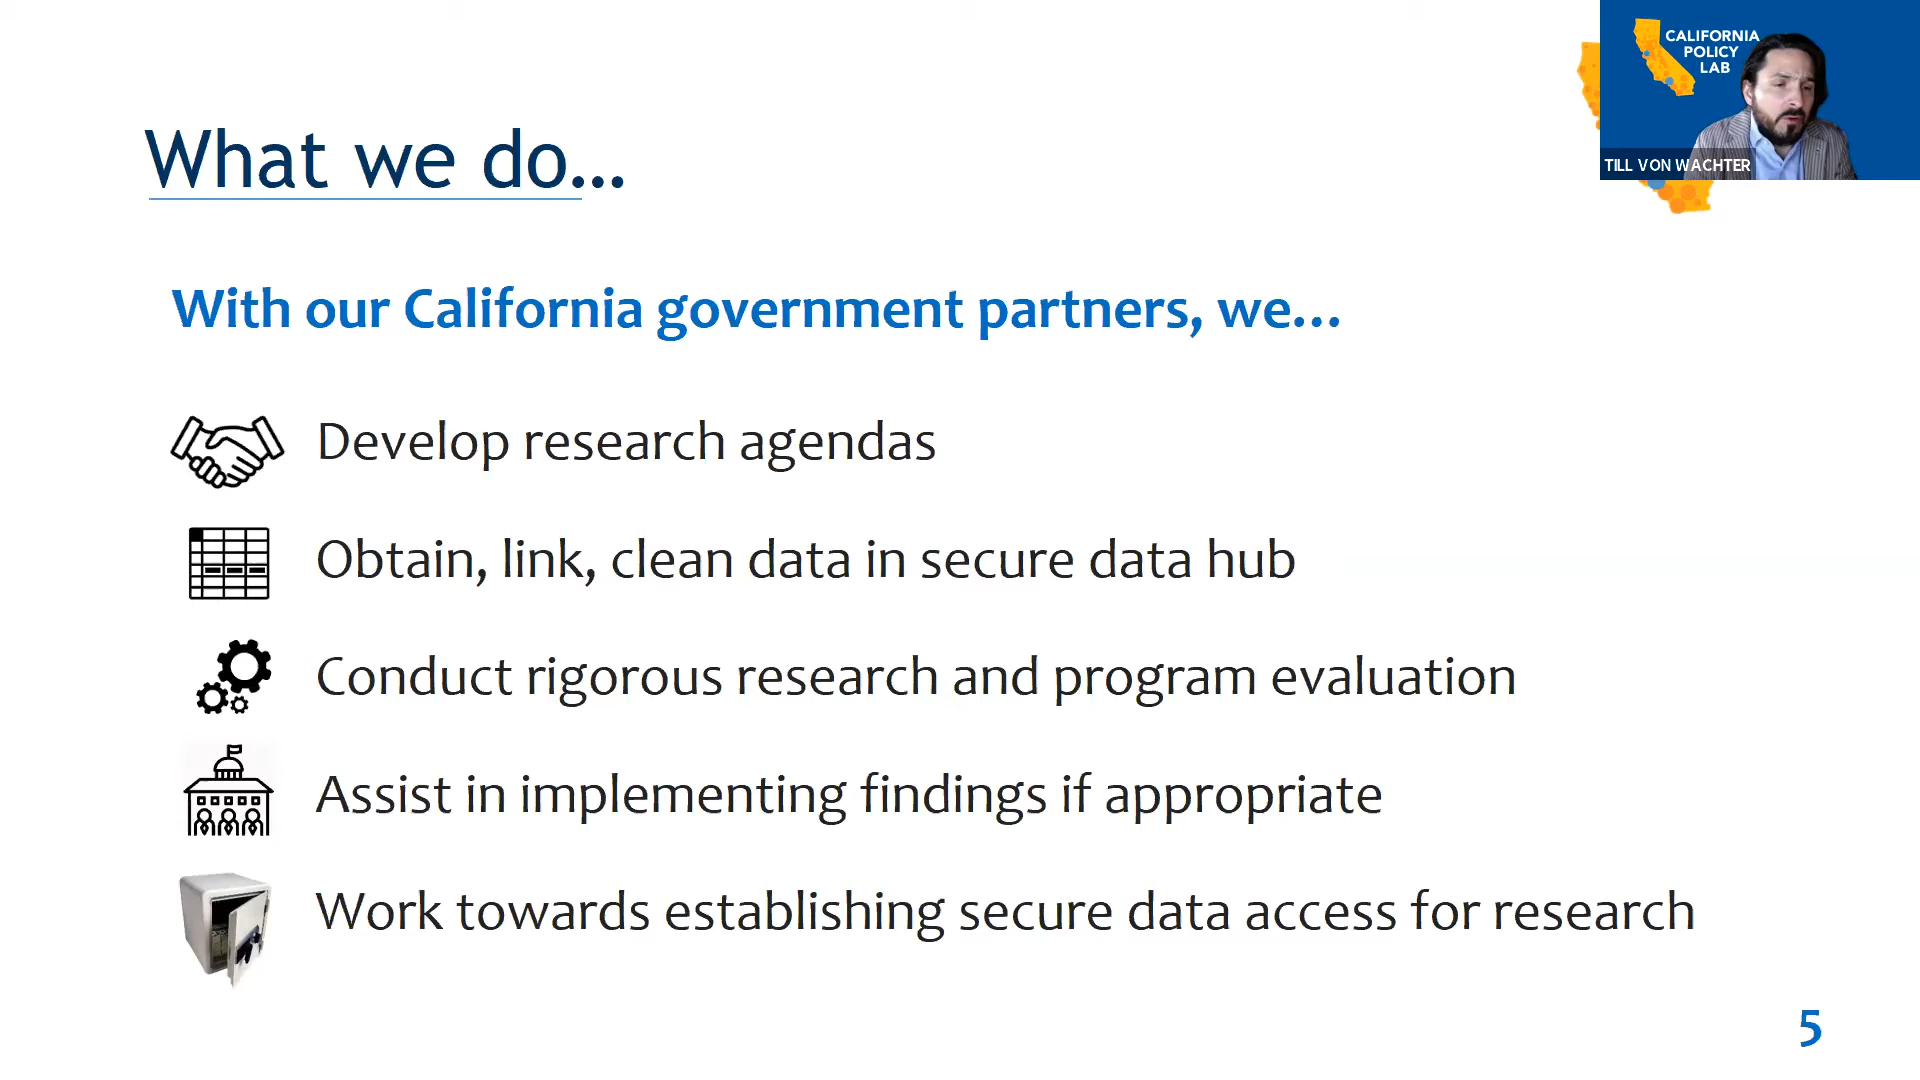 CALIFORNIA
POLICY
LAB
TILL VON WACHTER
What we do...
With our California government partners, we...
Develop research agendas
Obtain, link, clean data in secure data hub
Conduct rigorous research and program evaluation
Assist in implementing findings if appropriate
Work towards establishing secure data access for research
5